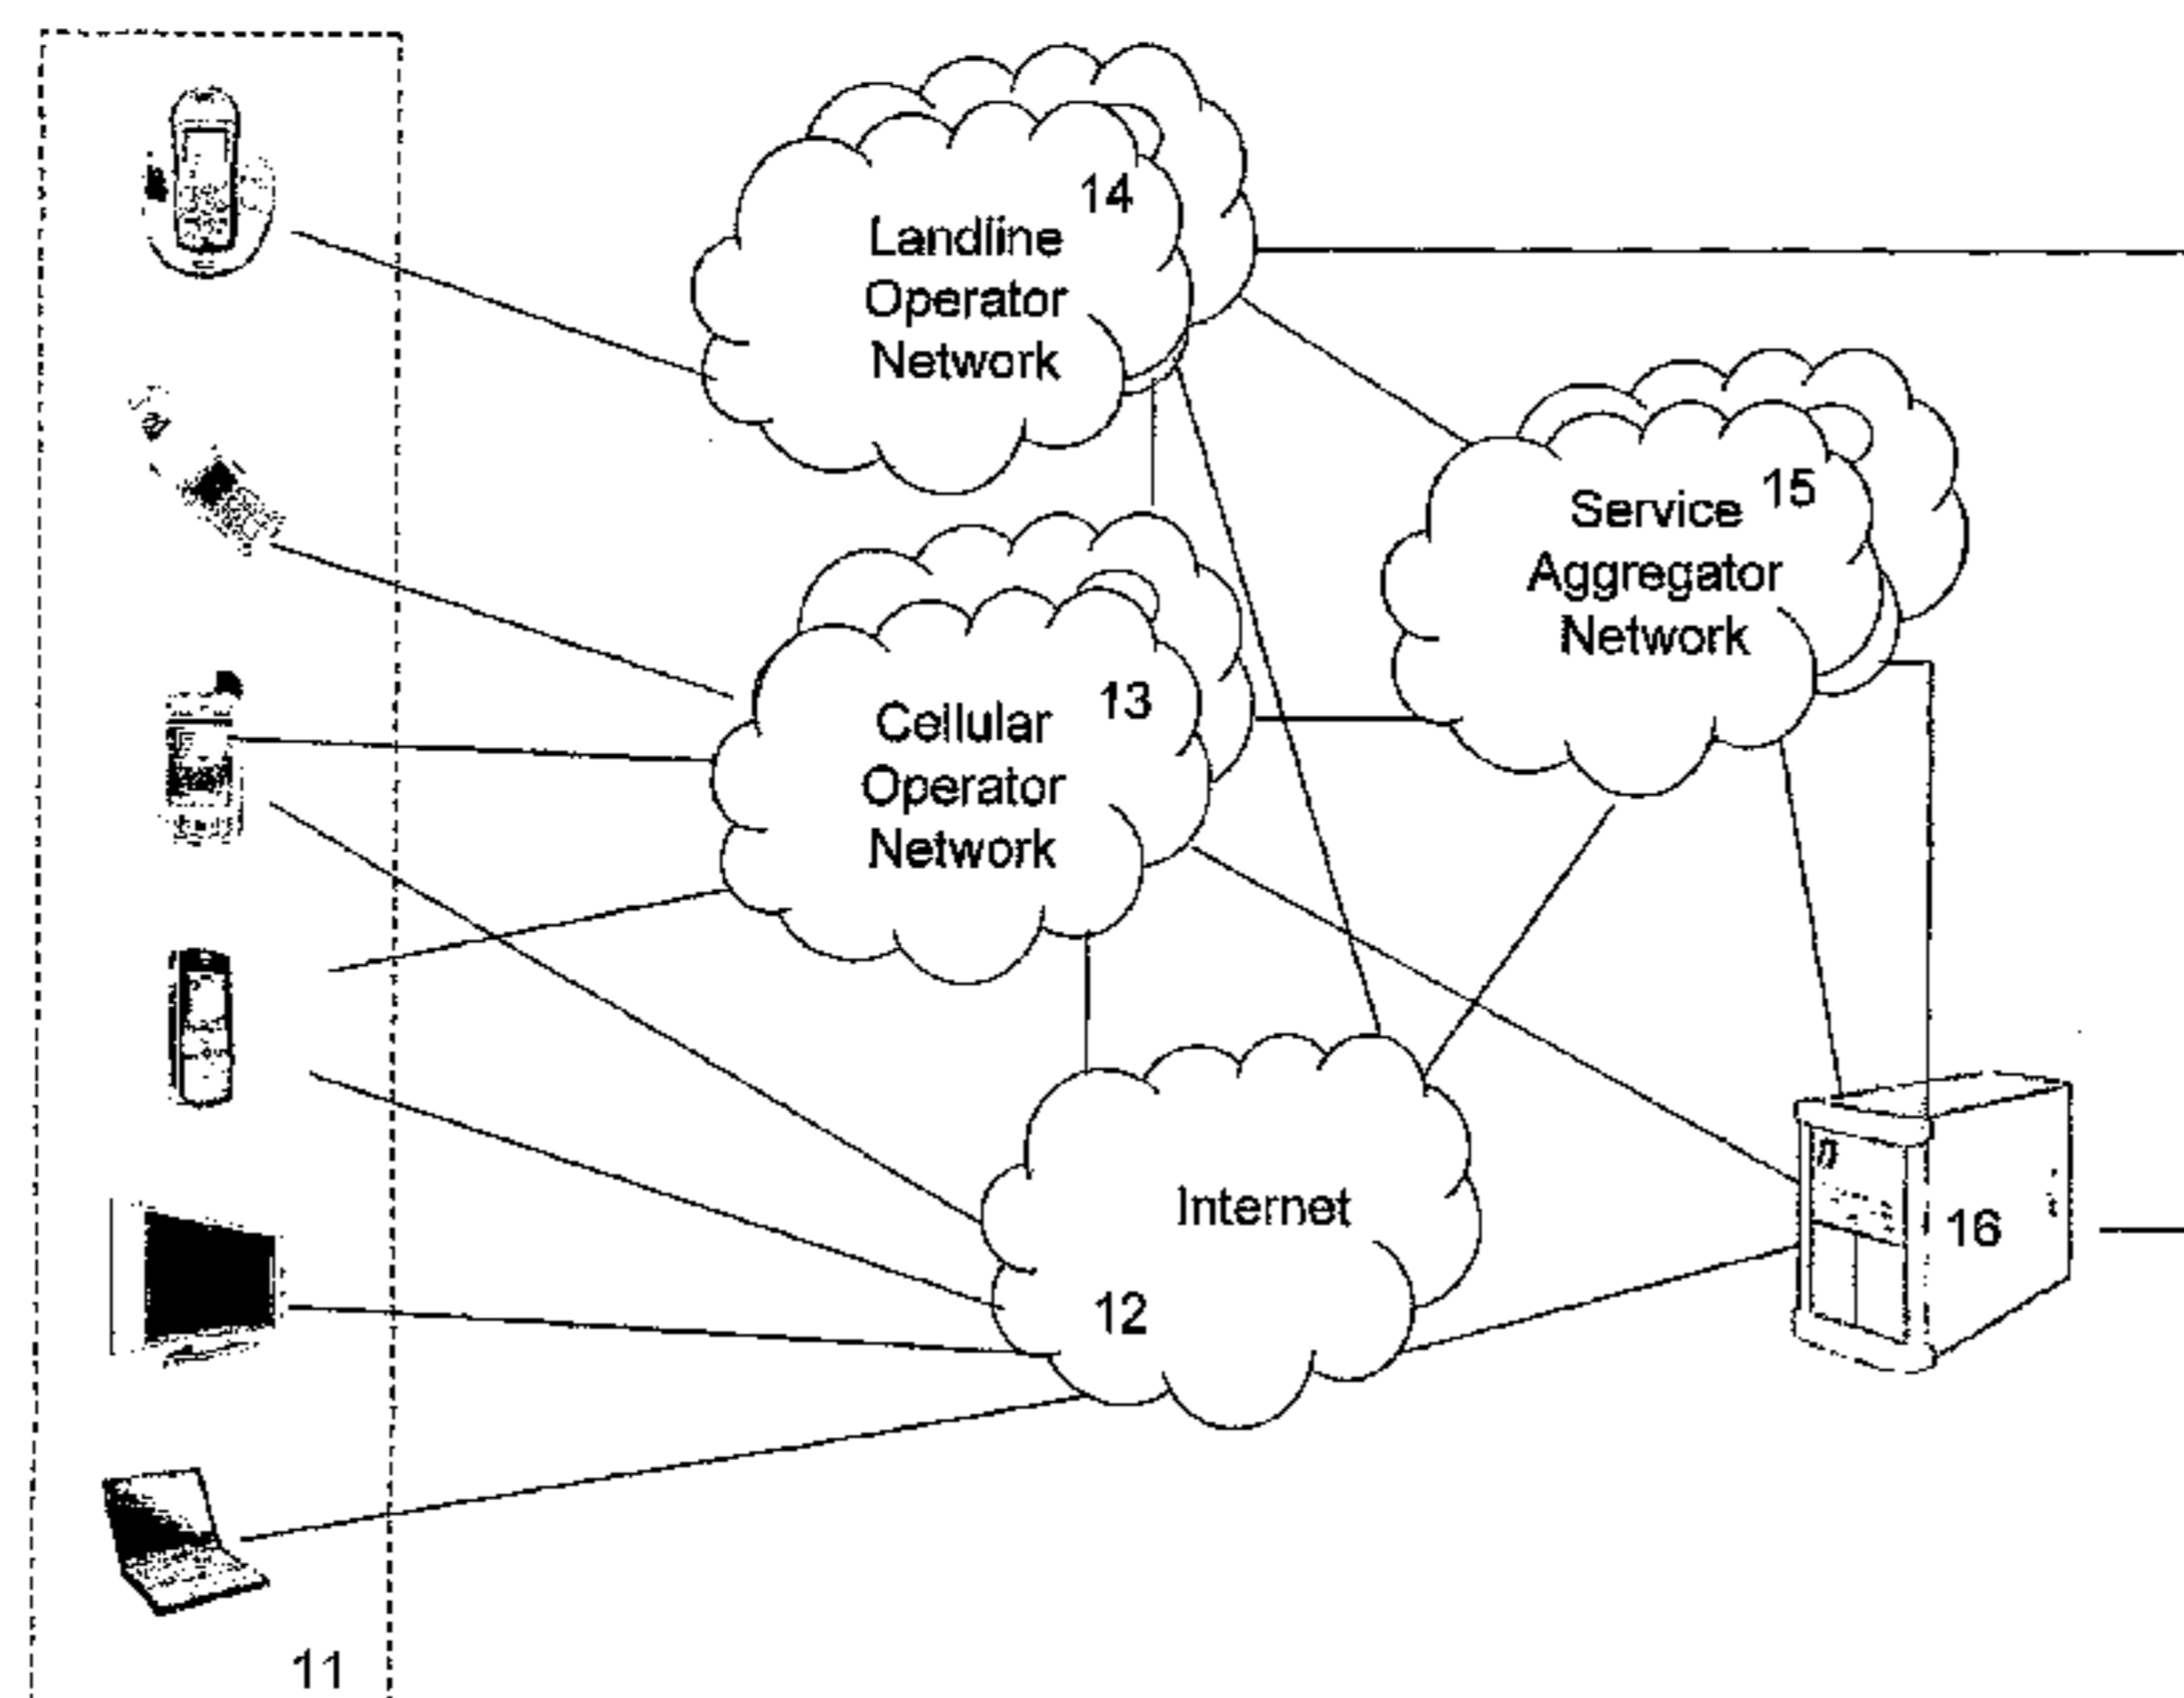 14
Landline
Operator
Network
15
Service
Aggregator
Network
13
Cellular
Operator
Network
Internet
12
16
11